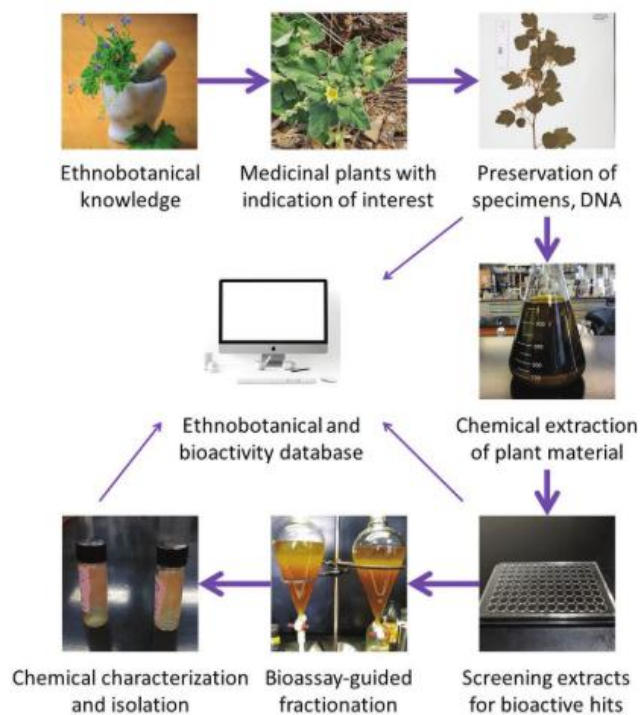 Ethnobotanical
knowledge
Medicinal plants with
indication of interest
Preservation of
specimens, DNA
Ethnobotanical and
bioactivity database
Chemical extraction
of plant material
Chemical characterization
and isolation
Bioassay-guided
fractionation
Screening extracts
for bioactive hits